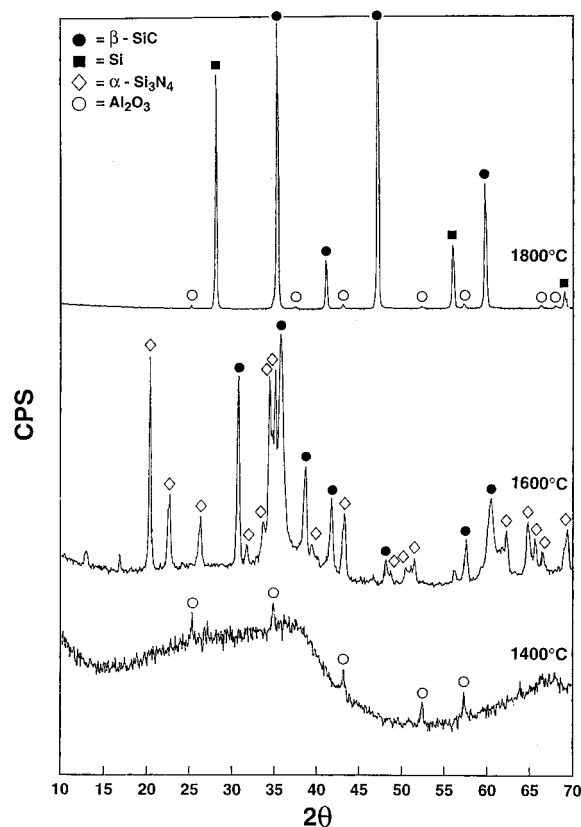 ● = β - SiC
■ = Si
◇ = α - Si₃N₄
○ = Al₂O₃
1800°C
1600°C
1400°C
CPS
10 15 20 25 30 35 40 45 50 55 60 65 70
2θ